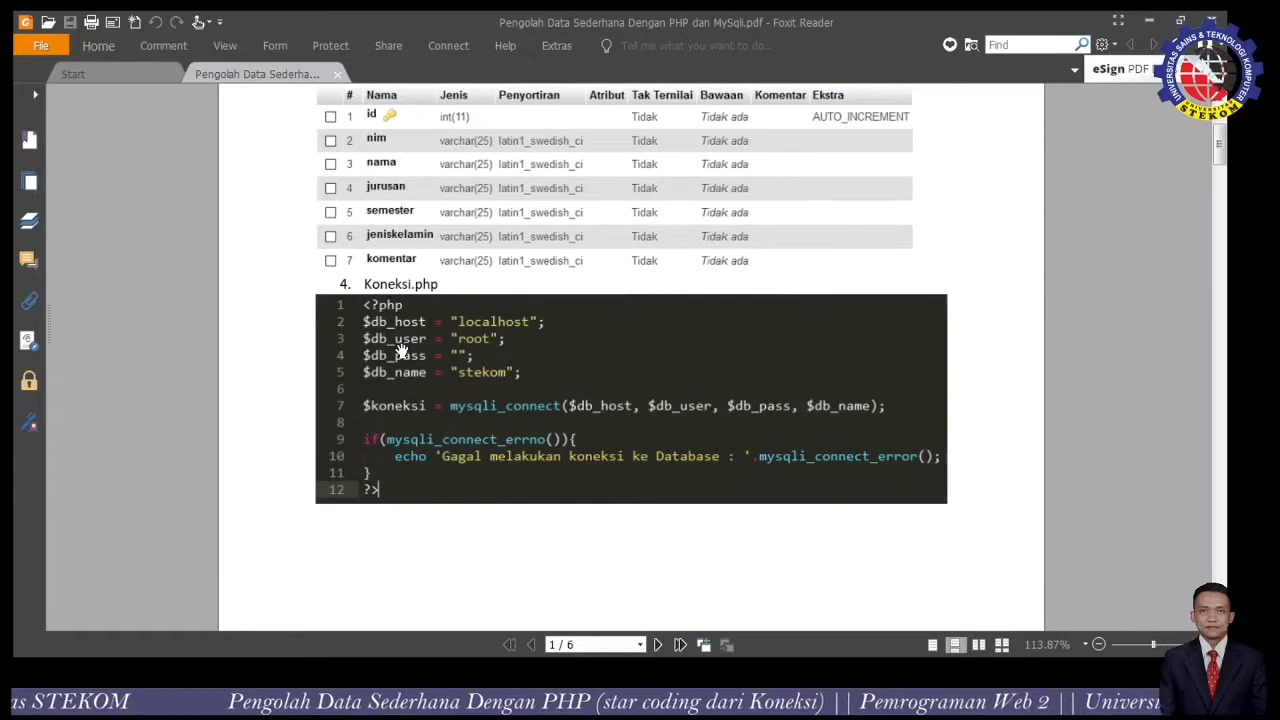 Pengolah Data Sederhana Dengan PHP dan MySqli.pdf - Foxit Reader
File Home Comment View Form Protect Share Connect Help Extras Tell me what you want to do... Find
Start Pengolah Data Sederha... eSign PDF
UNIVERSITAS SAINS & TEKNOLOGI KOMPUTER
UNIVERSITAS
STEKOM
# Nama Jenis Penyortiran Atribut Tak Ternilai Bawaan Komentar Ekstra
1 id int(11) Tidak Tidak ada AUTO_INCREMENT
2 nim varchar(25) latin1_swedish_ci Tidak Tidak ada
3 nama varchar(25) latin1_swedish_ci Tidak Tidak ada
4 jurusan varchar(25) latin1_swedish_ci Tidak Tidak ada
5 semester varchar(25) latin1_swedish_ci Tidak Tidak ada
6 jeniskelamin varchar(25) latin1_swedish_ci Tidak Tidak ada
7 komentar varchar(25) latin1_swedish_ci Tidak Tidak ada
4. Koneksi.php
1 <?php
2 $db_host = "localhost";
3 $db_user = "root";
4 $db_pass = "";
5 $db_name = "stekom";
6
7 $koneksi = mysqli_connect($db_host, $db_user, $db_pass, $db_name);
8
9 if(mysqli_connect_errno()){
10 echo 'Gagal melakukan koneksi ke Database : '.mysqli_connect_error();
11 }
12 ?>
1 / 6 113.87%
as STEKOM Pengolah Data Sederhana Dengan PHP (star coding dari Koneksi) || Pemrograman Web 2 || Universi